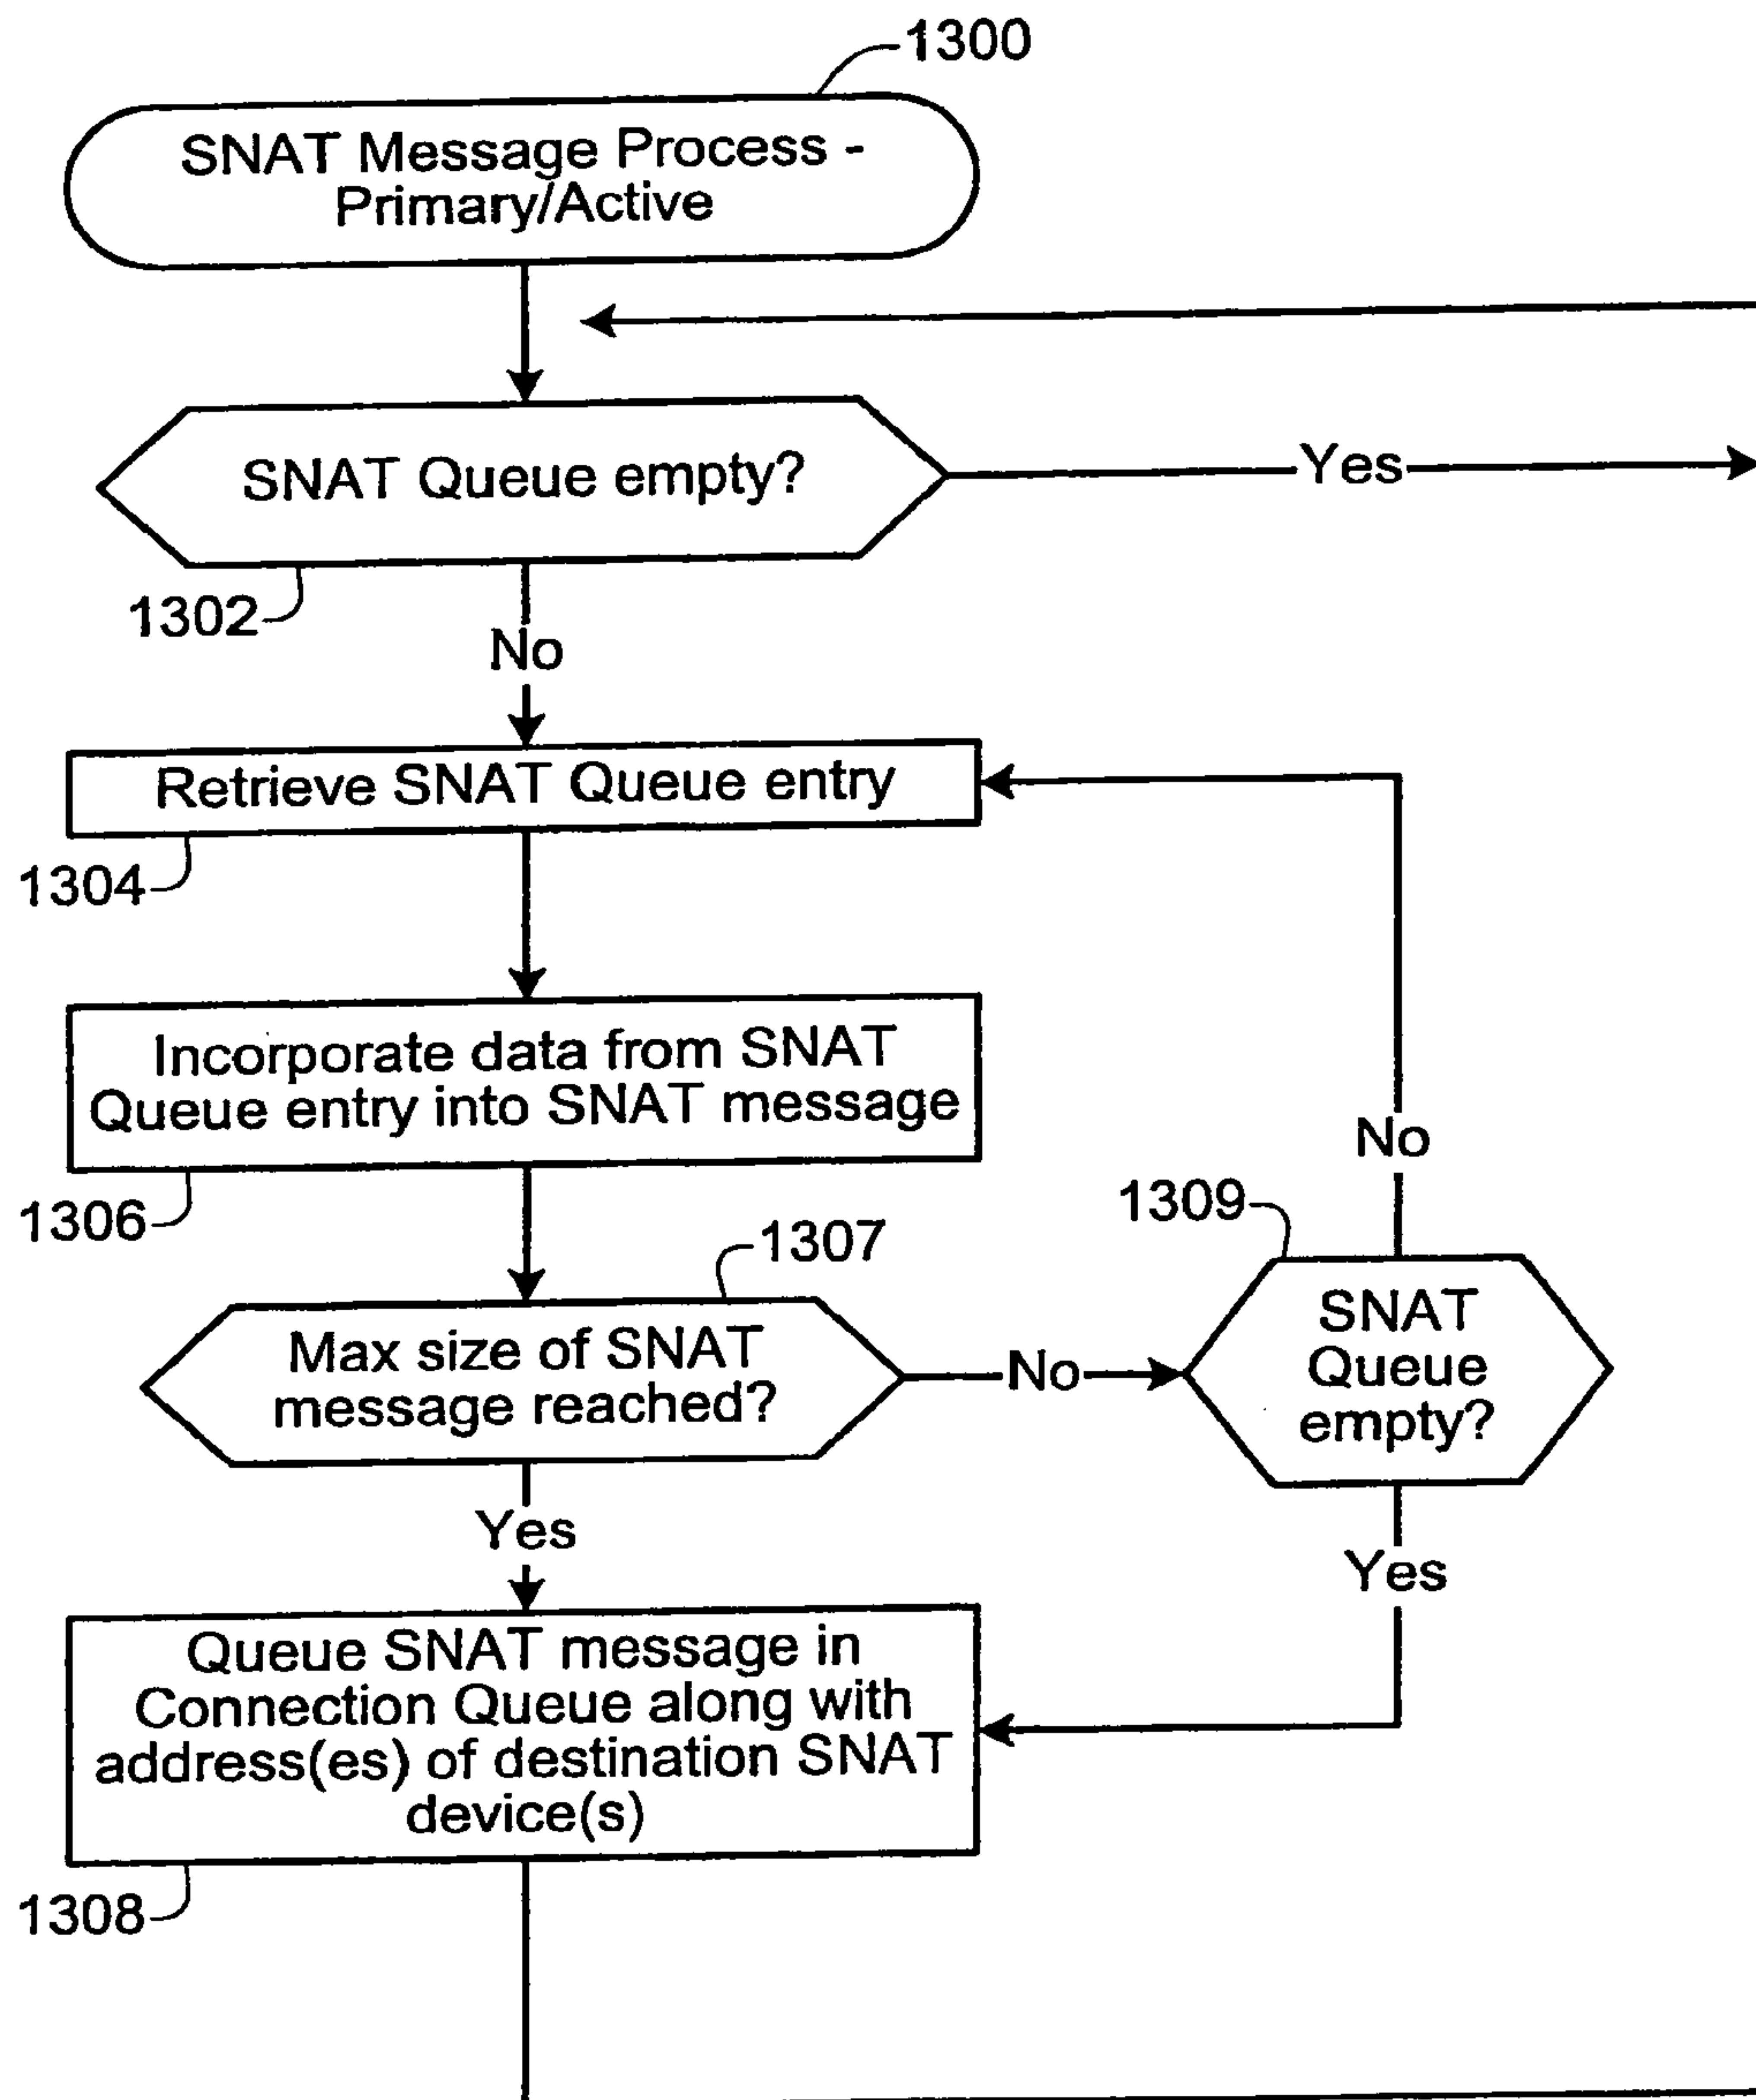 1300
SNAT Message Process -
Primary/Active
SNAT Queue empty?
Yes
1302
No
Retrieve SNAT Queue entry
1304
Incorporate data from SNAT
Queue entry into SNAT message
1306
No
1309
1307
Max size of SNAT
message reached?
No
SNAT
Queue
empty?
Yes
Yes
Queue SNAT message in
Connection Queue along with
address(es) of destination SNAT
device(s)
1308